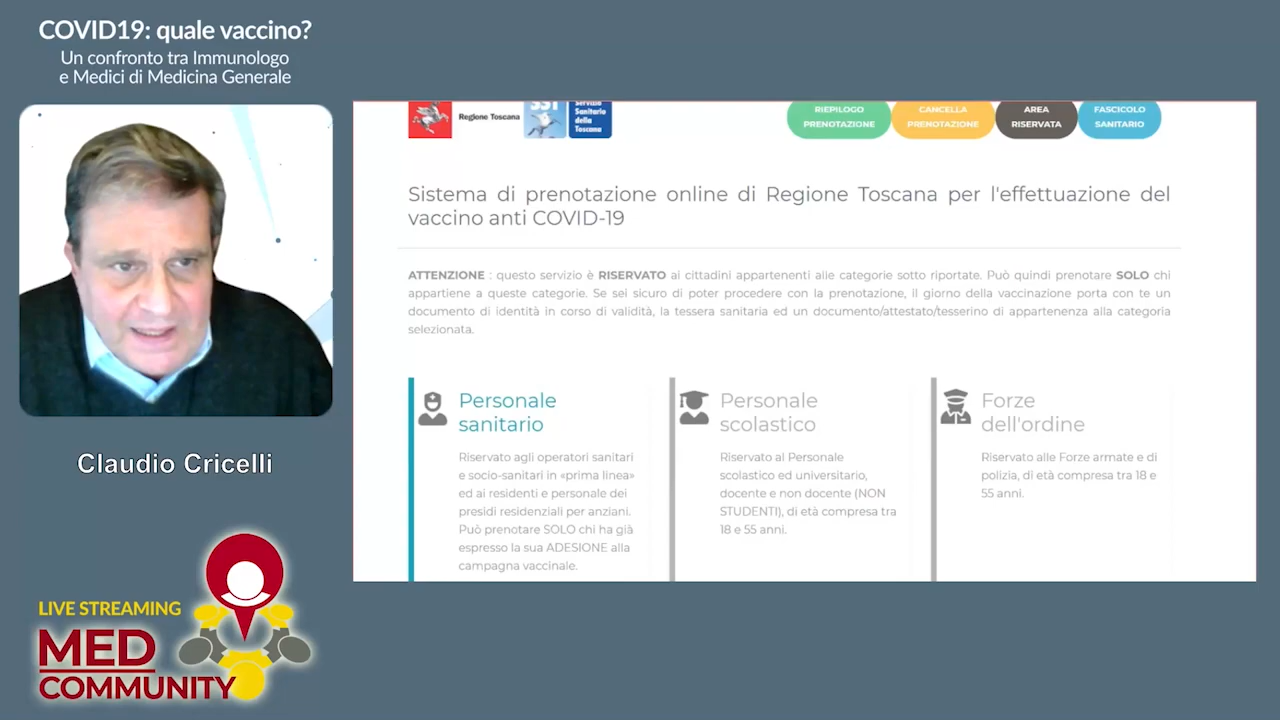 COVID19: quale vaccino?
Un confronto tra Immunologo
e Medici di Medicina Generale
Claudio Cricelli
LIVE STREAMING
MED
COMMUNITY
Regione Toscana
SST
Servizio
Sanitario
della
Toscana
RIEPILOGO
PRENOTAZIONE
CANCELLA
PRENOTAZIONE
AREA
RISERVATA
FASCICOLO
SANITARIO
Sistema di prenotazione online di Regione Toscana per l'effettuazione del
vaccino anti COVID-19
ATTENZIONE : questo servizio è RISERVATO ai cittadini appartenenti alle categorie sotto riportate. Può quindi prenotare SOLO chi
appartiene a queste categorie. Se sei sicuro di poter procedere con la prenotazione, il giorno della vaccinazione porta con te un
documento di identità in corso di validità, la tessera sanitaria ed un documento/attestato/tesserino di appartenenza alla categoria
selezionata.
Personale
sanitario
Riservato agli operatori sanitari
e socio-sanitari in «prima linea»
ed ai residenti e personale dei
presidi residenziali per anziani.
Può prenotare SOLO chi ha già
espresso la sua ADESIONE alla
campagna vaccinale.
Personale
scolastico
Riservato al Personale
scolastico ed universitario,
docente e non docente (NON
STUDENTI), di età compresa tra
18 e 55 anni.
Forze
dell'ordine
Riservato alle Forze armate e di
polizia, di età compresa tra 18 e
55 anni.